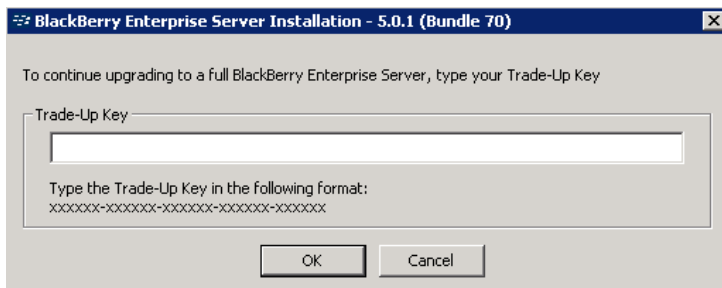 BlackBerry Enterprise Server Installation - 5.0.1 (Bundle 70)
To continue upgrading to a full BlackBerry Enterprise Server, type your Trade-Up Key
Trade-Up Key
Type the Trade-Up Key in the following format:
xxxxxx-xxxxxx-xxxxxx-xxxxxx-xxxxxx
OK Cancel